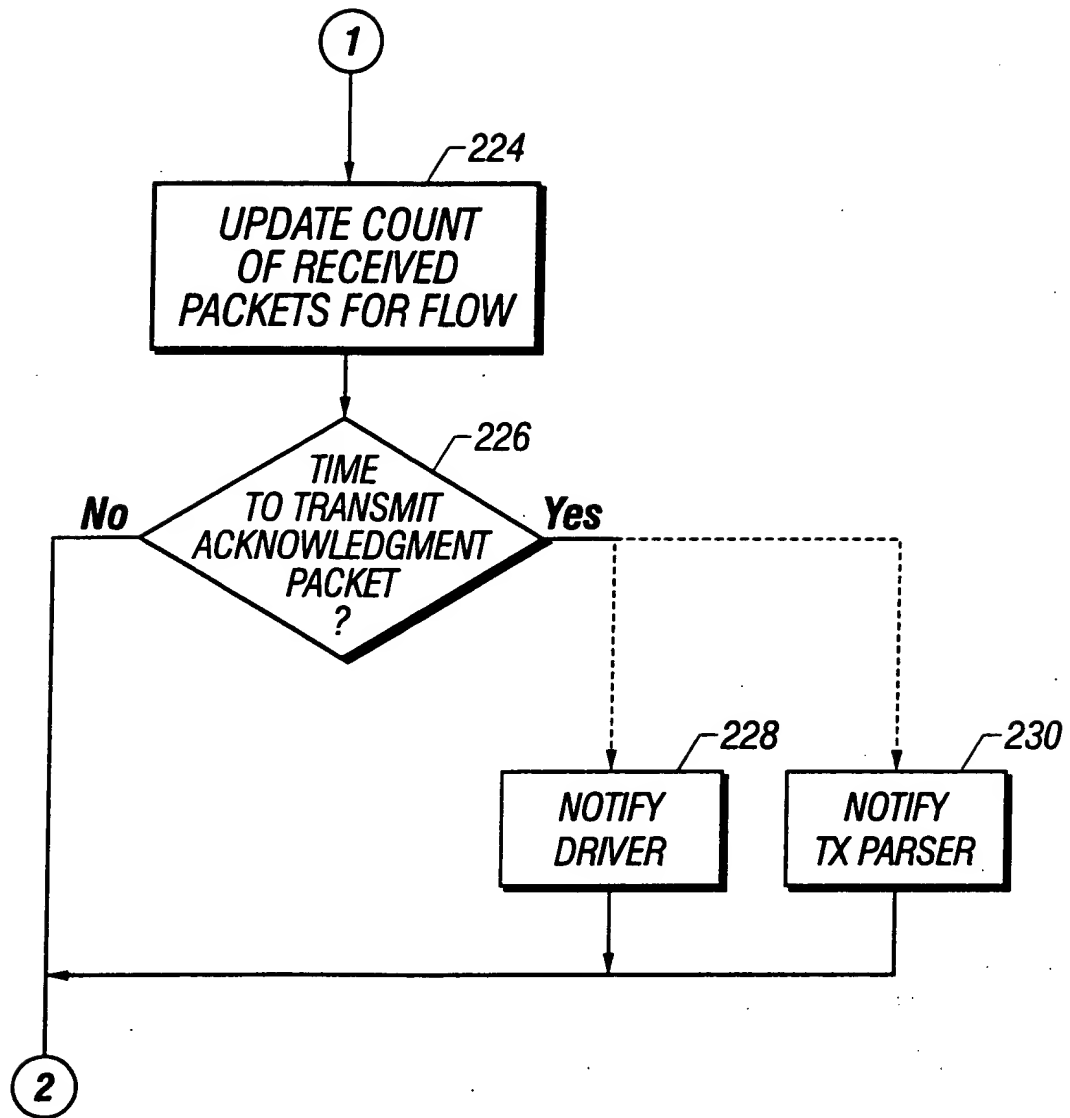 1
224
UPDATE COUNT
OF RECEIVED
PACKETS FOR FLOW
226
TIME
TO TRANSMIT
ACKNOWLEDGMENT
PACKET
?
No
Yes
228
NOTIFY
DRIVER
230
NOTIFY
TX PARSER
2